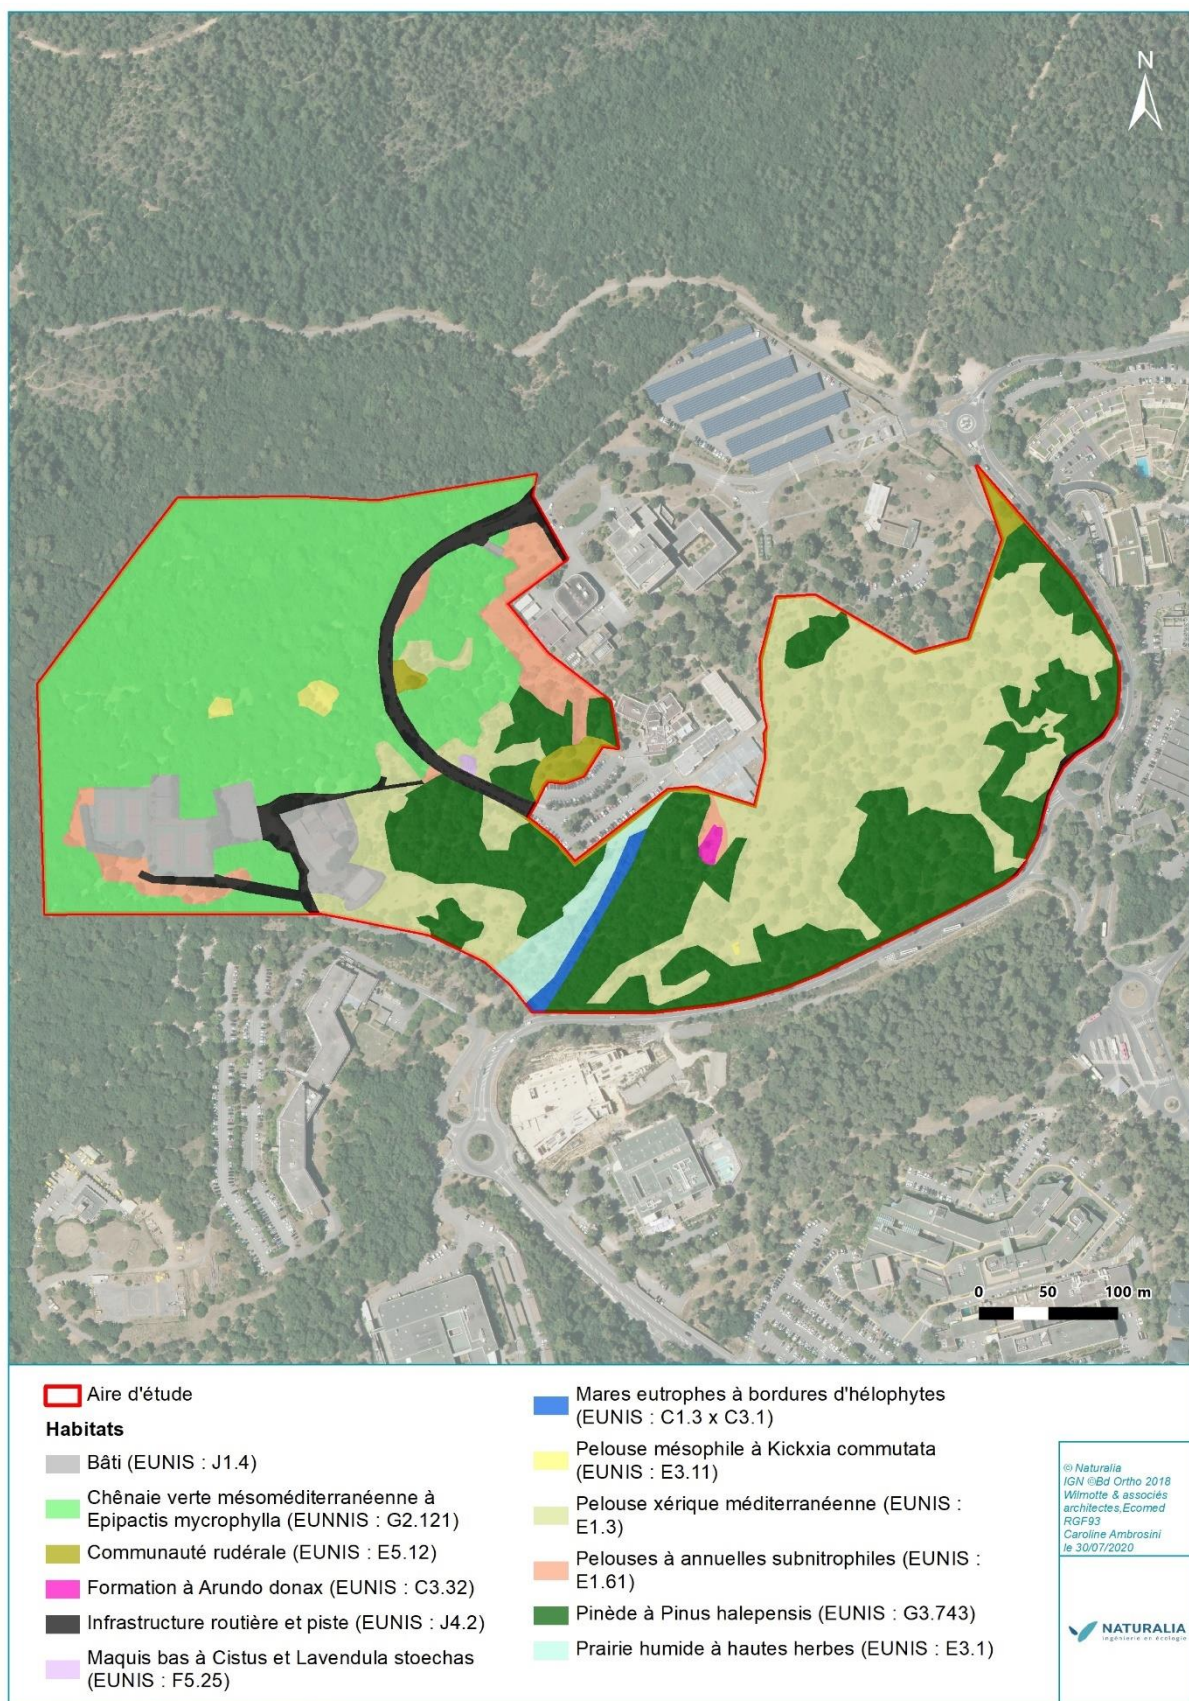 N
0 50 100 m
Aire d'étude
Habitats
Bâti (EUNIS : J1.4)
Chênaie verte mésoméditerranéenne à
Epipactis mycrophylla (EUNNIS : G2.121)
Communauté rudérale (EUNIS : E5.12)
Formation à Arundo donax (EUNIS : C3.32)
Infrastructure routière et piste (EUNIS : J4.2)
Maquis bas à Cistus et Lavendula stoechas
(EUNIS : F5.25)
Mares eutrophes à bordures d'hélophytes
(EUNIS : C1.3 x C3.1)
Pelouse mésophile à Kickxia commutata
(EUNIS : E3.11)
Pelouse xérique méditerranéenne (EUNIS :
E1.3)
Pelouses à annuelles subnitrophiles (EUNIS :
E1.61)
Pinède à Pinus halepensis (EUNIS : G3.743)
Prairie humide à hautes herbes (EUNIS : E3.1)
© Naturalia
IGN ©Bd Ortho 2018
Wilmotte & associés
architectes,Ecomed
RGF93
Caroline Ambrosini
le 30/07/2020
NATURALIA
ingénierie en écologie